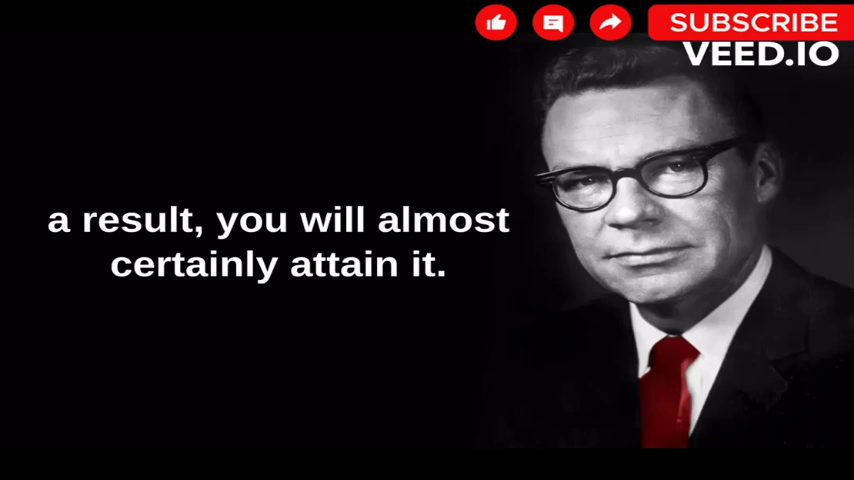 SUBSCRIBE
VEED.IO
a result, you will almost
certainly attain it.